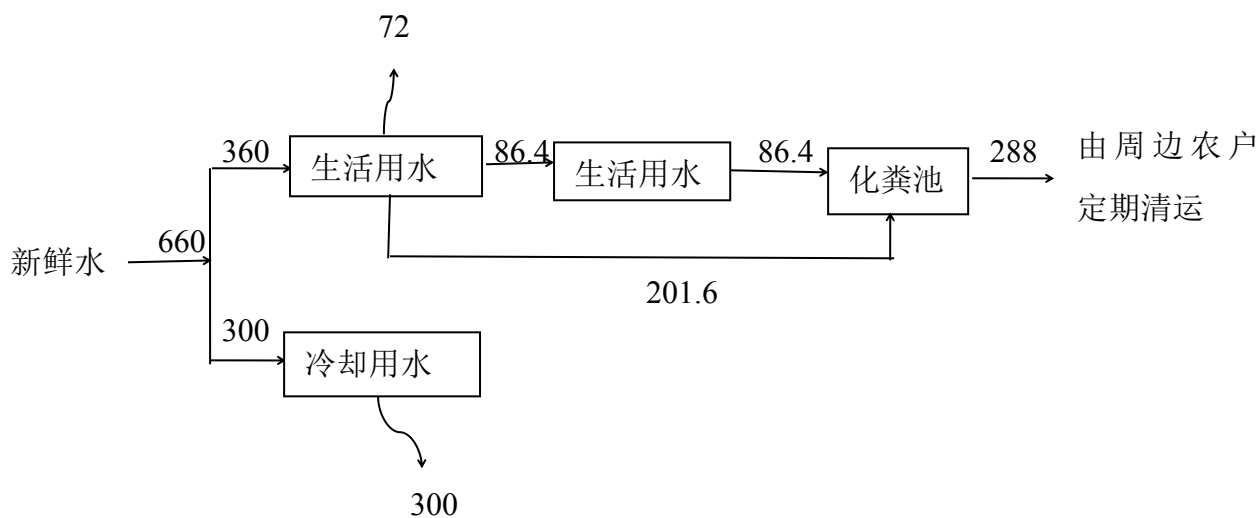 72
360
生活用水
86.4
生活用水
86.4
化粪池
288
由周边农户
定期清运
新鲜水
660
201.6
300
冷却用水
300